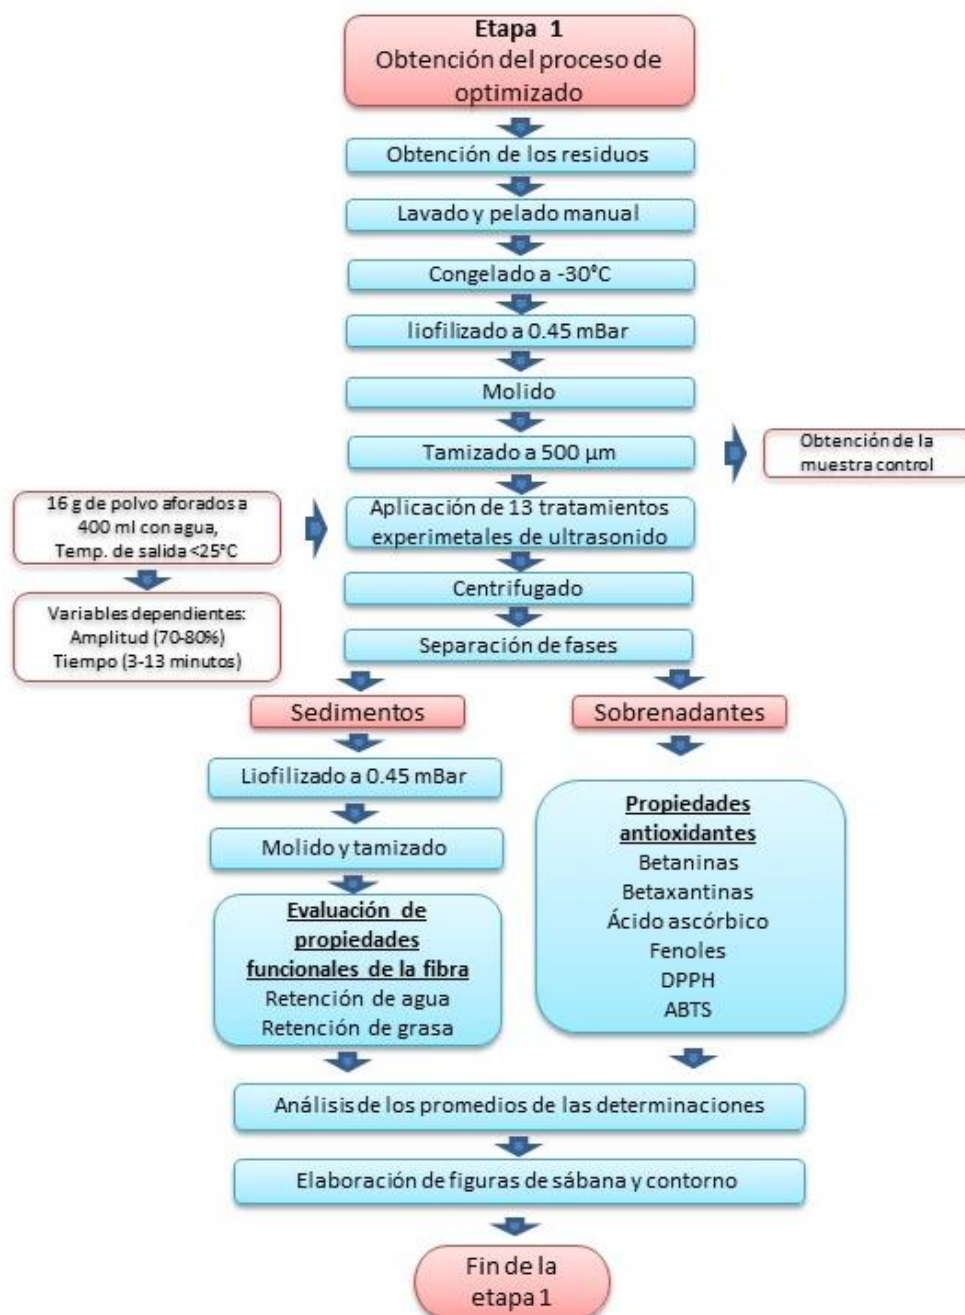 Etapa 1
Obtención del proceso de
optimizado
Obtención de los residuos
Lavado y pelado manual
Congelado a -30°C
liofilizado a 0.45 mBar
Molido
Tamizado a 500 µm
Obtención de la
muestra control
16 g de polvo aforados a
400 ml con agua,
Temp. de salida <25°C
Aplicación de 13 tratamientos
experimetales de ultrasonido
Variables dependientes:
Amplitud (70-80%)
Tiempo (3-13 minutos)
Centrifugado
Separación de fases
Sedimentos
Sobrenadantes
Liofilizado a 0.45 mBar
Molido y tamizado
Evaluación de
propiedades
funcionales de la fibra
Retención de agua
Retención de grasa
Propiedades
antioxidantes
Betaninas
Betaxantinas
Ácido ascórbico
Fenoles
DPPH
ABTS
Análisis de los promedios de las determinaciones
Elaboración de figuras de sábana y contorno
Fin de la
etapa 1